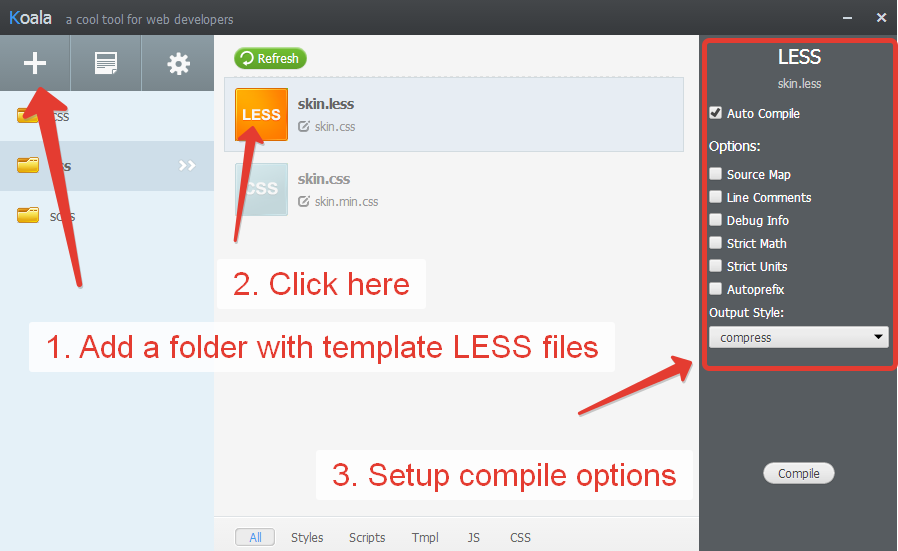 Koala a cool tool for web developers
Refresh
LESS
skin.less
skin.css
CSS
skin.css
skin.min.css
2. Click here
1. Add a folder with template LESS files
3. Setup compile options
All Styles Scripts Tmpl JS CSS
LESS
skin.less
Auto Compile
Options:
Source Map
Line Comments
Debug Info
Strict Math
Strict Units
Autoprefix
Output Style:
compress
Compile